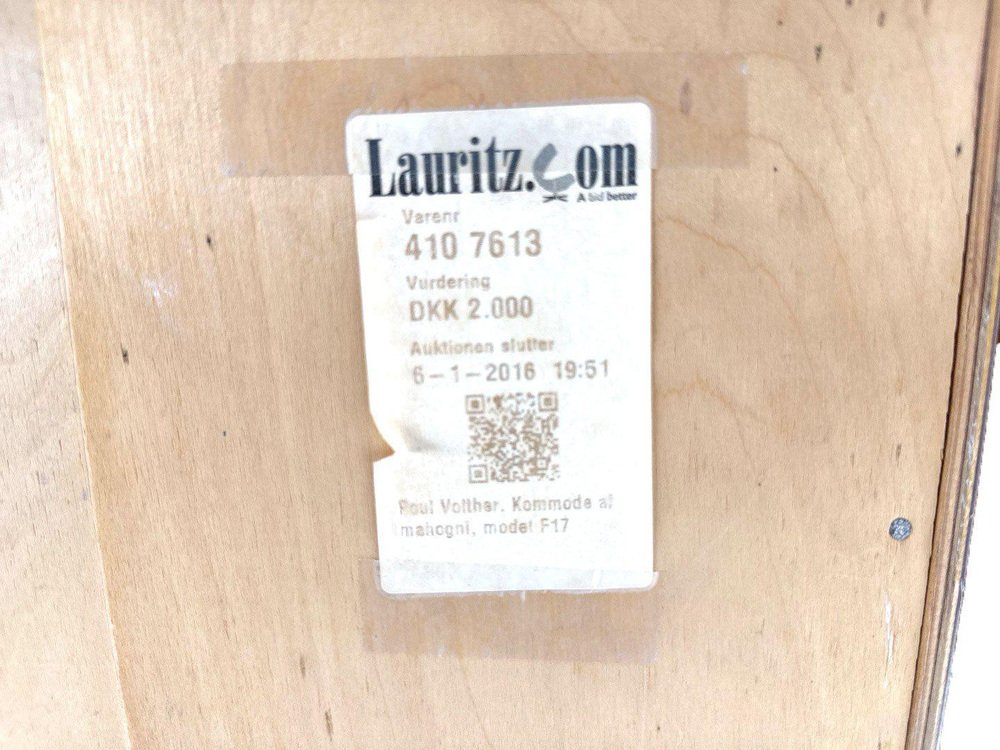 Lauritz.com
A bid better
Varenr
410 7613
Vurdering
DKK 2.000
Auktionen slutter
6-1-2016 19:51
Poul Volther. Kommode af
mahogni, model F17